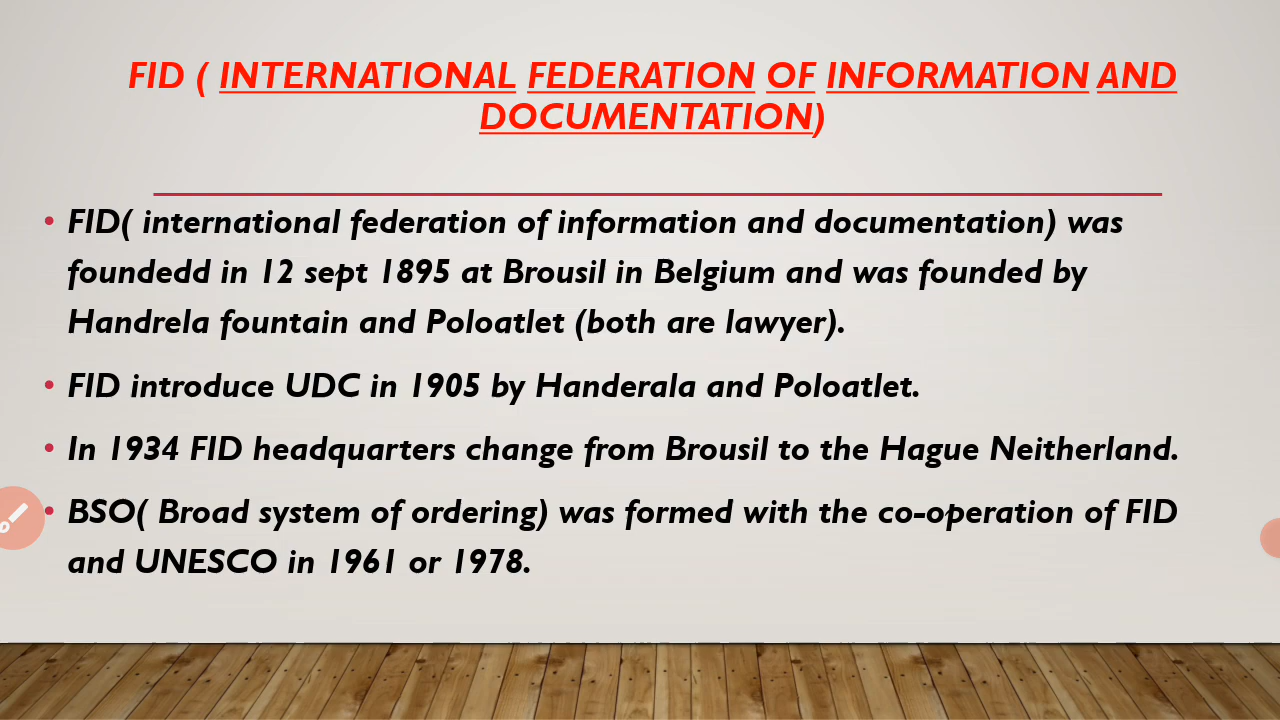 FID ( INTERNATIONAL FEDERATION OF INFORMATION AND
DOCUMENTATION)
• FID( international federation of information and documentation) was
foundedd in 12 sept 1895 at Brousil in Belgium and was founded by
Handrela fountain and Poloatlet (both are lawyer).
• FID introduce UDC in 1905 by Handerala and Poloatlet.
• In 1934 FID headquarters change from Brousil to the Hague Neitherland.
• BSO( Broad system of ordering) was formed with the co-operation of FID
and UNESCO in 1961 or 1978.